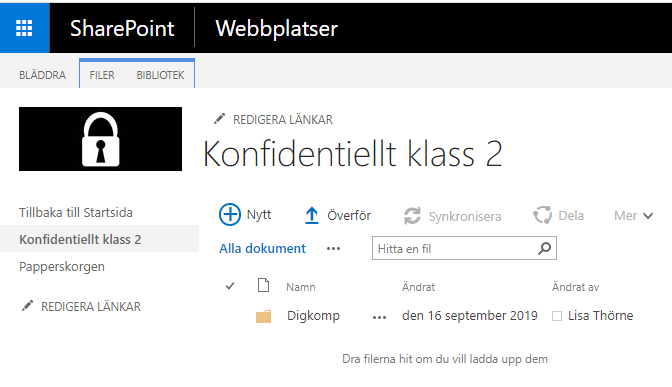 SharePoint Webbplatser
BLÄDDRA FILER BIBLIOTEK
REDIGERA LÄNKAR
Konfidentiellt klass 2
Tillbaka till Startsida
Konfidentiellt klass 2
Papperskorgen
REDIGERA LÄNKAR
Nytt Överför Synkronisera Dela Mer
Alla dokument ... Hitta en fil
Namn Ändrat Ändrat av
Digkomp ... den 16 september 2019 Lisa Thörne
Dra filerna hit om du vill ladda upp dem